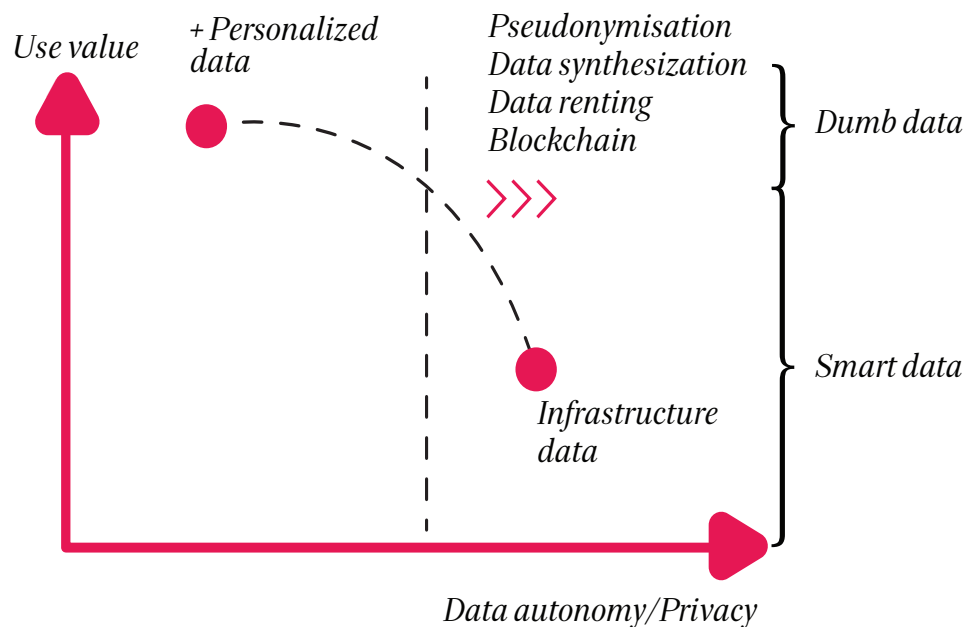 Use value
+ Personalized
data
Pseudonymisation
Data synthesization
Data renting
Blockchain
Dumb data
Smart data
Infrastructure
data
Data autonomy/Privacy